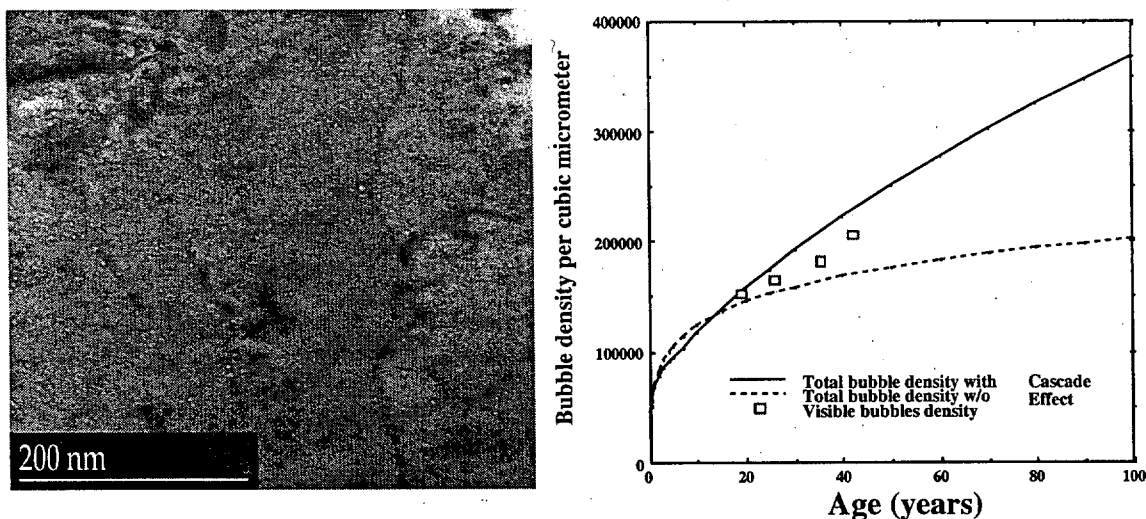 200 nm
Bubble density per cubic micrometer
400000
300000
200000
100000
0
Total bubble density with Cascade
Total bubble density w/o Effect
Visible bubbles density
0 20 40 60 80 100
Age (years)